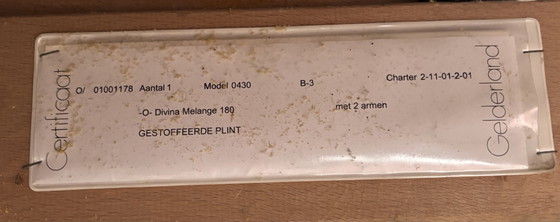 Certificaat
O/ 01001178 Aantal 1 Model 0430 B-3 Charter 2-11-01-2-01
-O- Divina Melange 180 met 2 armen
GESTOFFEERDE PLINT
Gelderland